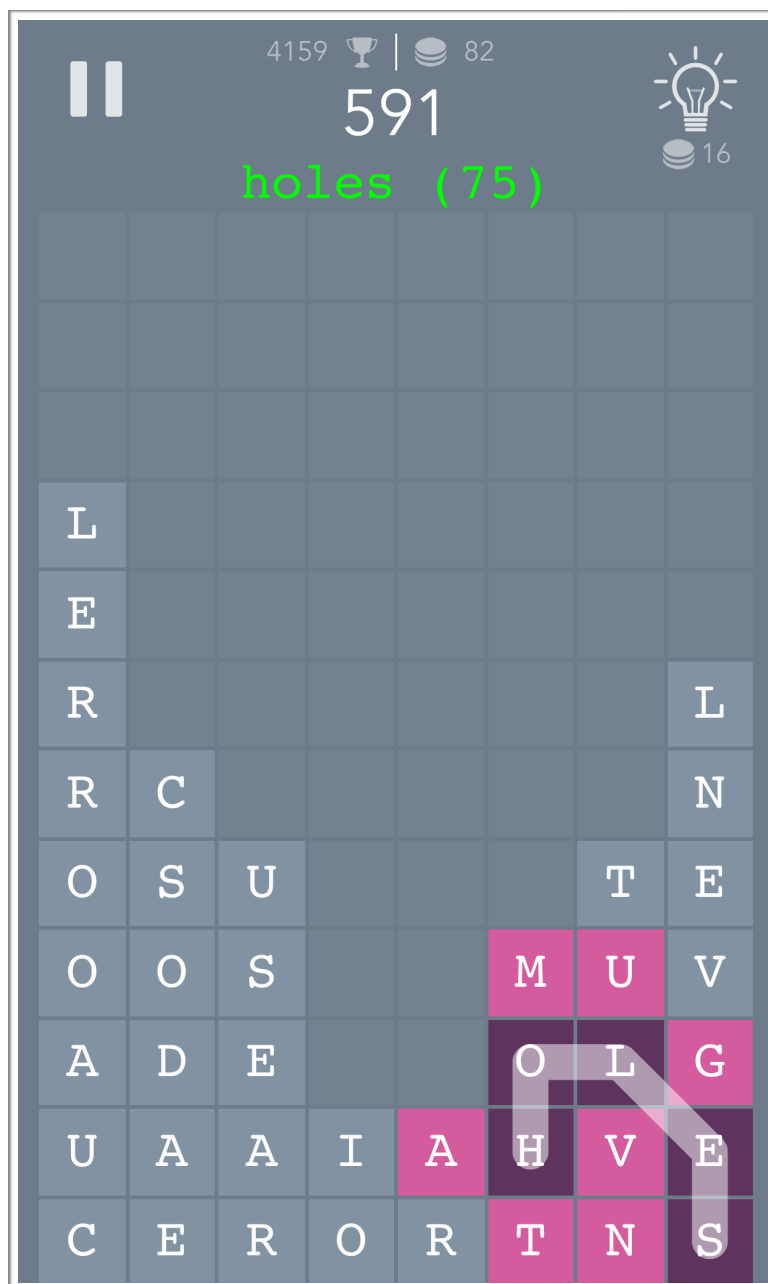 4159 82
591
16
holes (75)
L
E
R L
R C N
O S U T E
O O S M U V
A D E O L G
U A A I A H V E
C E R O R T N S